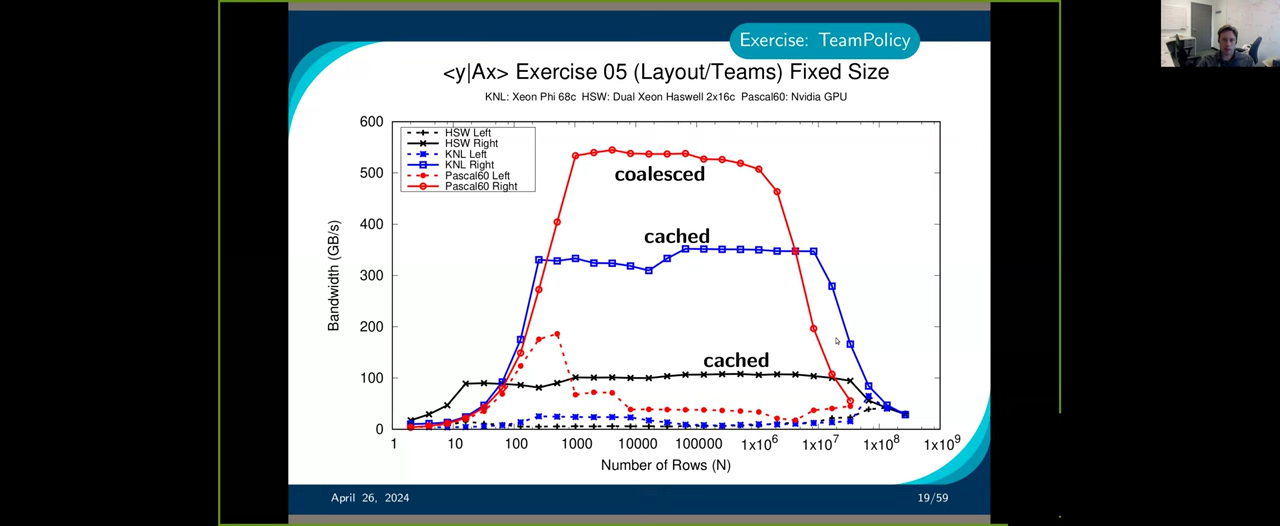 Exercise: TeamPolicy
<y|Ax> Exercise 05 (Layout/Teams) Fixed Size
KNL: Xeon Phi 68c HSW: Dual Xeon Haswell 2x16c Pascal60: Nvidia GPU
600
500
400
300
200
100
0
Bandwidth (GB/s)
HSW Left
HSW Right
KNL Left
KNL Right
Pascal60 Left
Pascal60 Right
coalesced
cached
cached
1 10 100 1000 10000 100000 1x10⁶ 1x10⁷ 1x10⁸ 1x10⁹
Number of Rows (N)
April 26, 2024 19/59